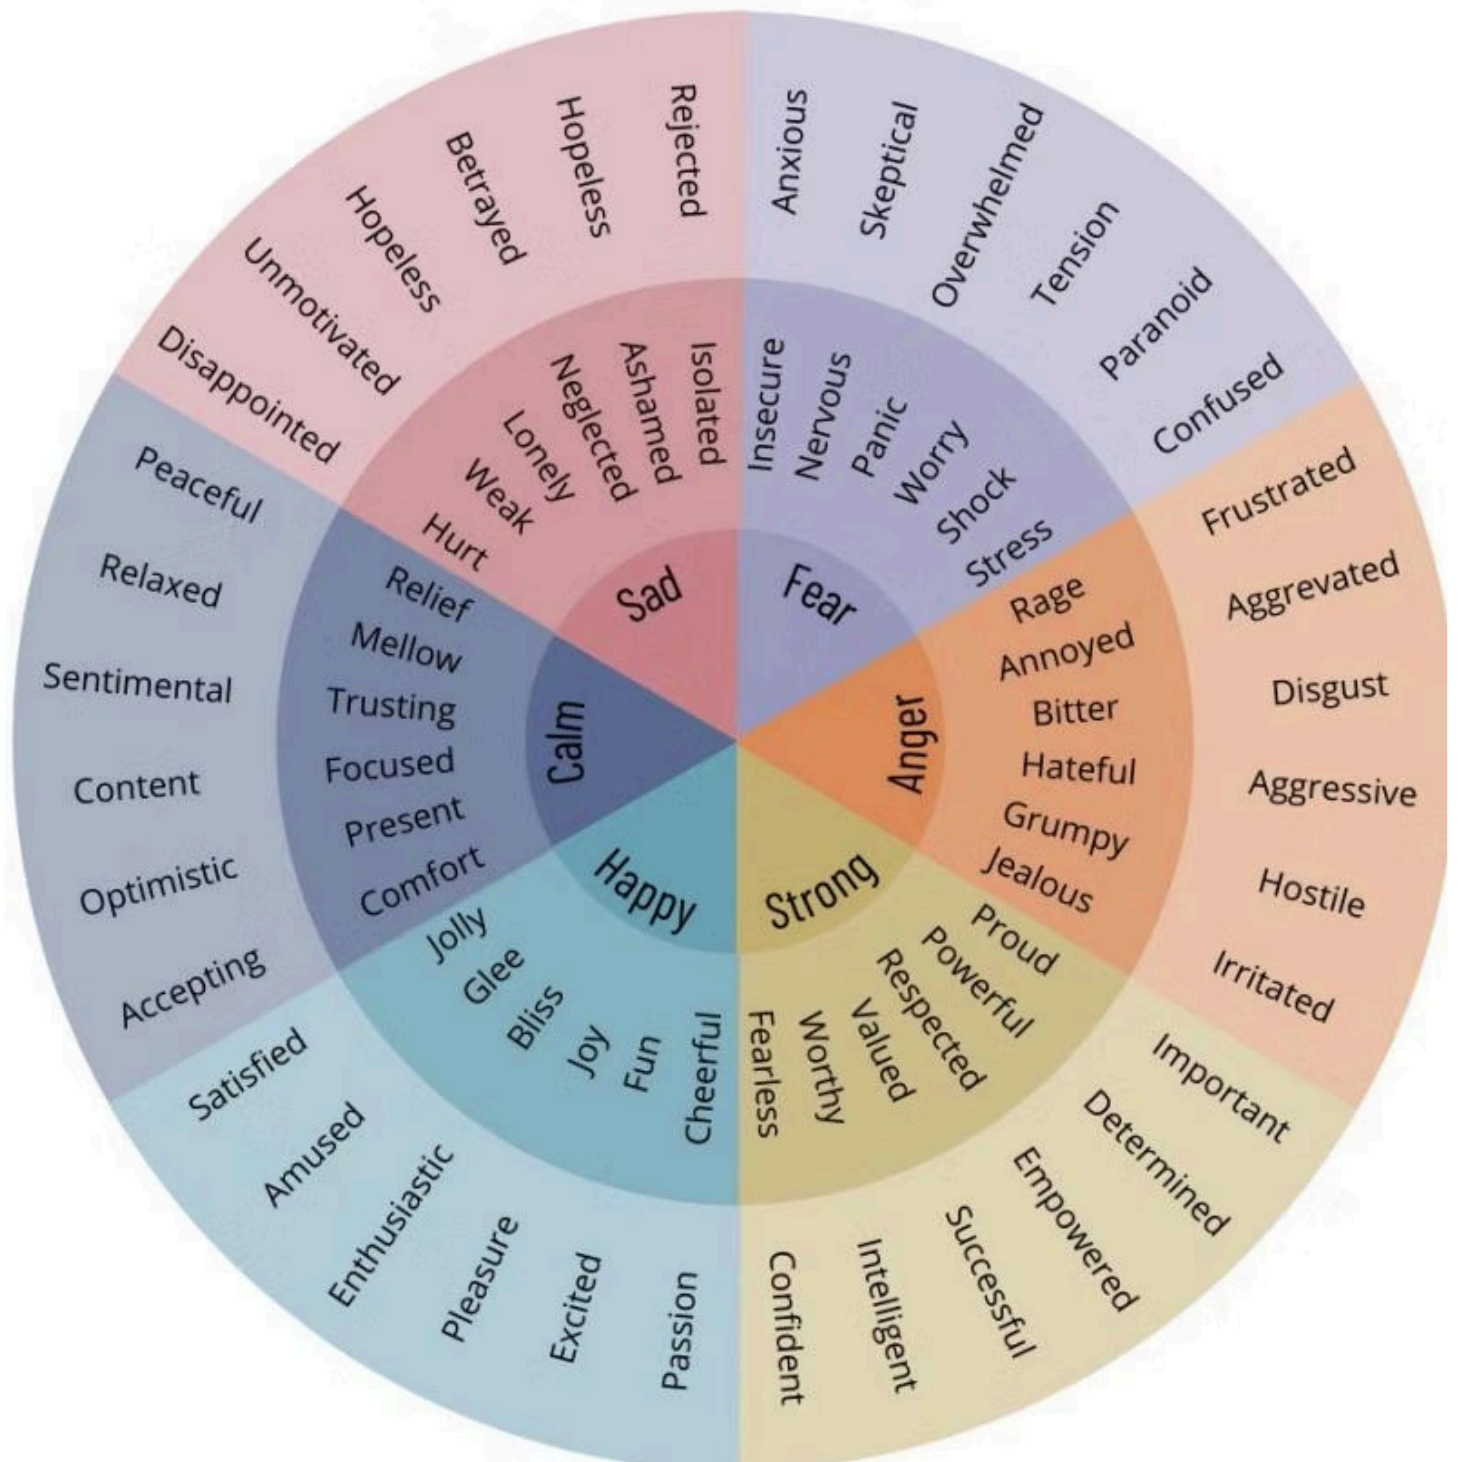 Sad
Fear
Anger
Strong
Happy
Calm
Isolated
Ashamed
Neglected
Lonely
Weak
Hurt
Insecure
Nervous
Panic
Worry
Shock
Stress
Rage
Annoyed
Bitter
Hateful
Grumpy
Jealous
Proud
Powerful
Respected
Valued
Worthy
Fearless
Cheerful
Fun
Joy
Bliss
Glee
Jolly
Comfort
Present
Focused
Trusting
Mellow
Relief
Rejected
Hopeless
Betrayed
Hopeless
Unmotivated
Disappointed
Anxious
Skeptical
Overwhelmed
Tension
Paranoid
Confused
Frustrated
Aggrevated
Disgust
Aggressive
Hostile
Irritated
Important
Determined
Empowered
Successful
Intelligent
Confident
Passion
Excited
Pleasure
Enthusiastic
Amused
Satisfied
Accepting
Optimistic
Content
Sentimental
Relaxed
Peaceful